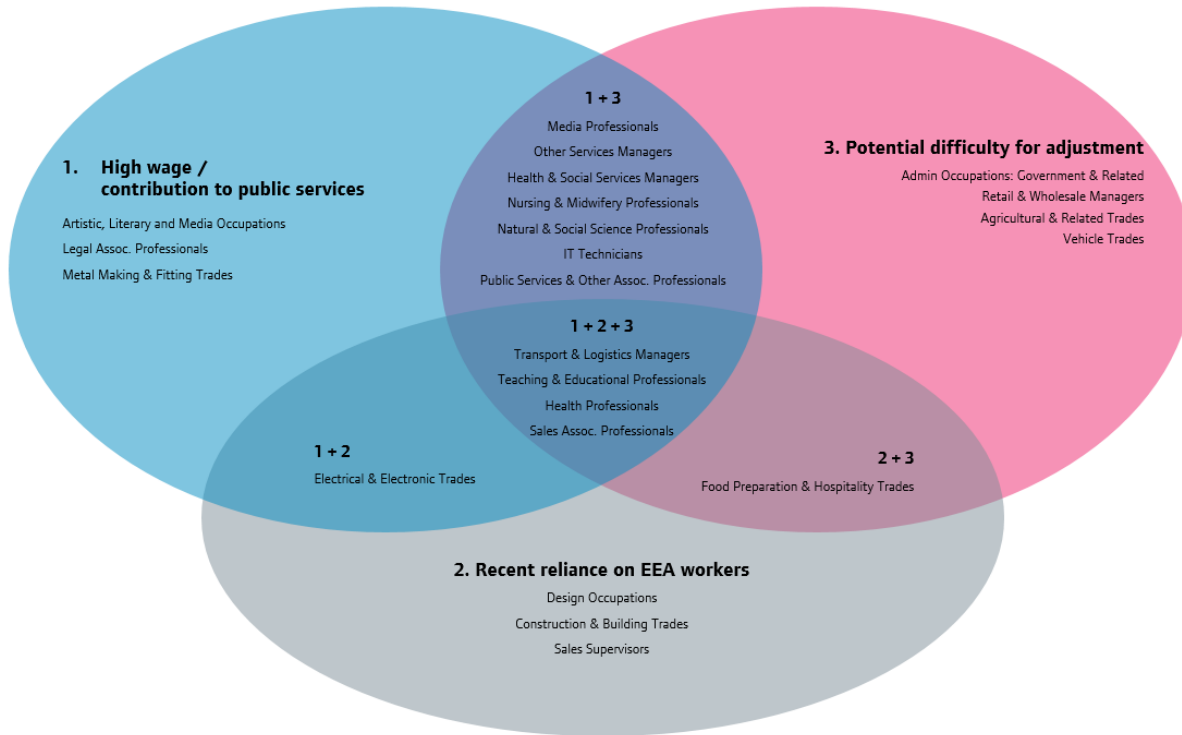 1. High wage /
contribution to public services
Artistic, Literary and Media Occupations
Legal Assoc. Professionals
Metal Making & Fitting Trades
1 + 3
Media Professionals
Other Services Managers
Health & Social Services Managers
Nursing & Midwifery Professionals
Natural & Social Science Professionals
IT Technicians
Public Services & Other Assoc. Professionals
3. Potential difficulty for adjustment
Admin Occupations: Government & Related
Retail & Wholesale Managers
Agricultural & Related Trades
Vehicle Trades
1 + 2 + 3
Transport & Logistics Managers
Teaching & Educational Professionals
Health Professionals
Sales Assoc. Professionals
1 + 2
Electrical & Electronic Trades
2 + 3
Food Preparation & Hospitality Trades
2. Recent reliance on EEA workers
Design Occupations
Construction & Building Trades
Sales Supervisors